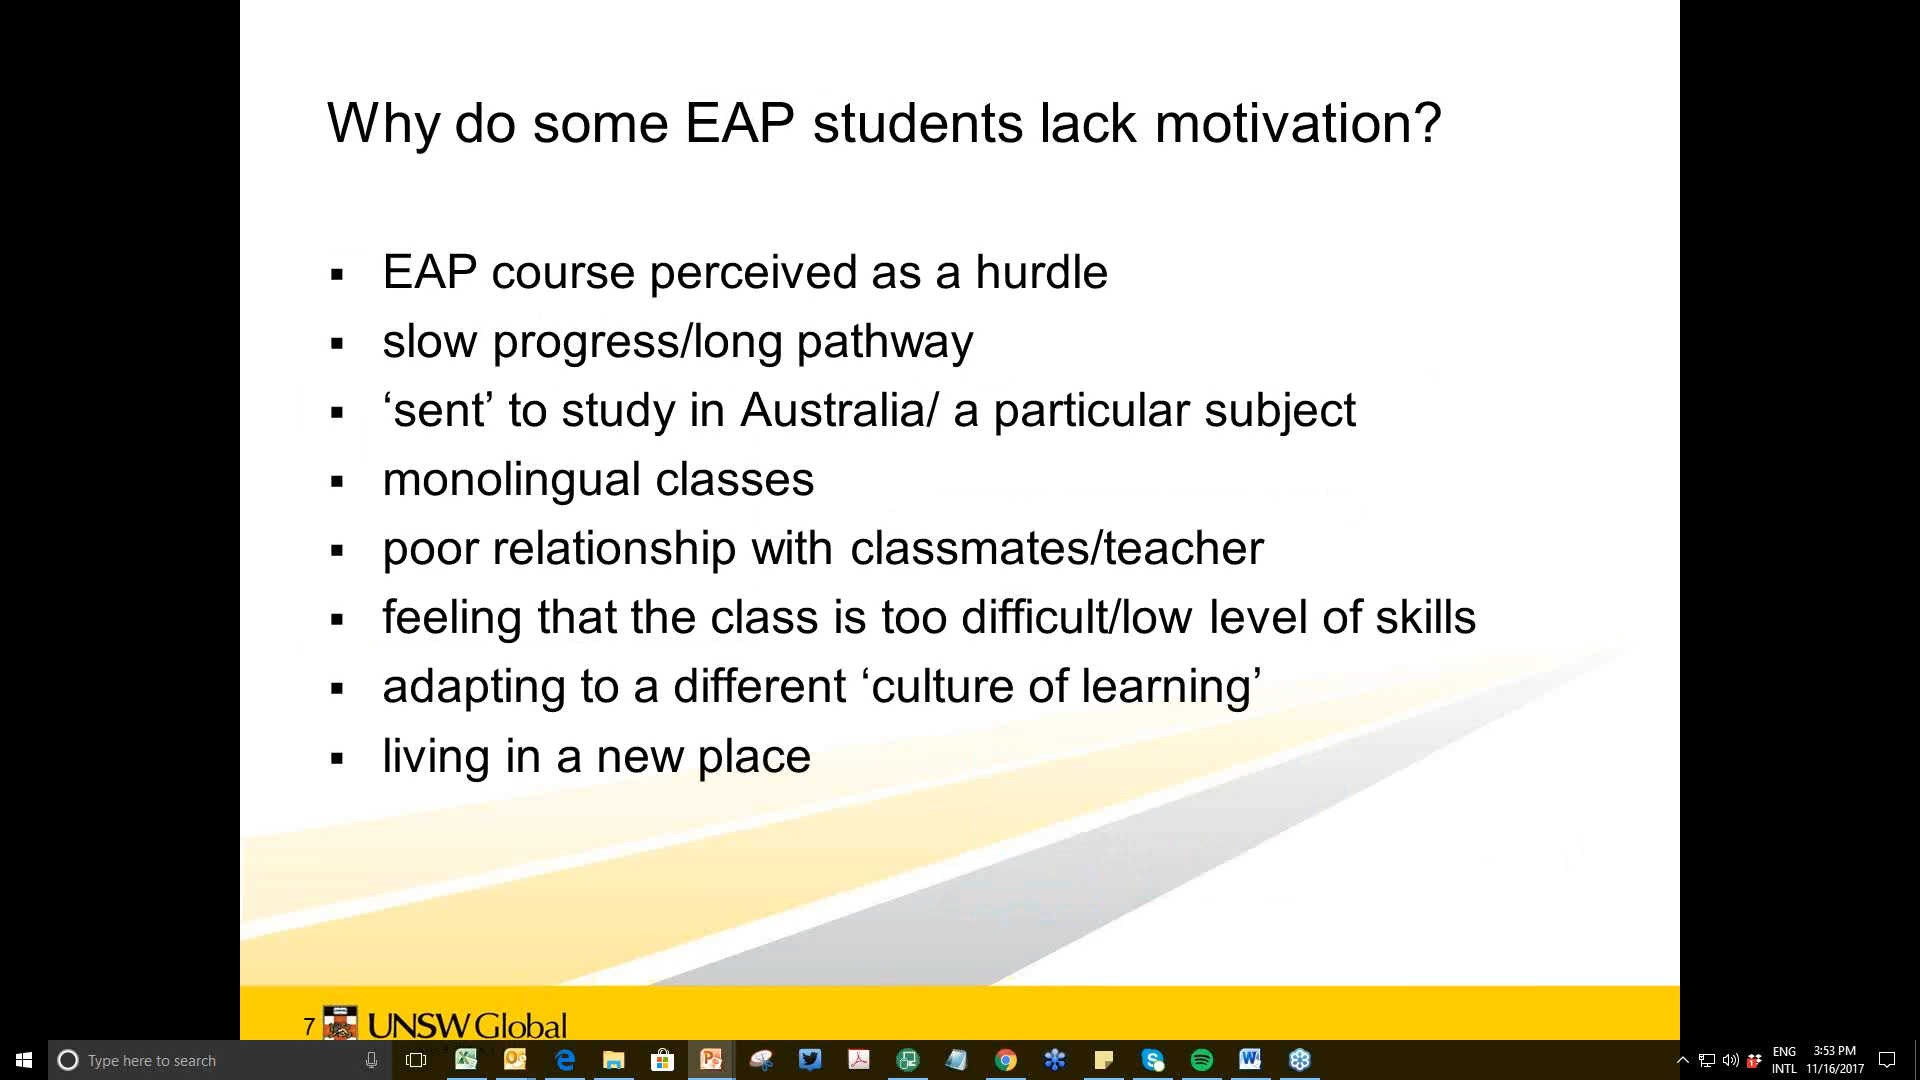 Why do some EAP students lack motivation?
▪ EAP course perceived as a hurdle
▪ slow progress/long pathway
▪ ‘sent’ to study in Australia/ a particular subject
▪ monolingual classes
▪ poor relationship with classmates/teacher
▪ feeling that the class is too difficult/low level of skills
▪ adapting to a different ‘culture of learning’
▪ living in a new place
7 UNSW Global
Type here to search
ENG 3:53 PM
INTL 11/16/2017